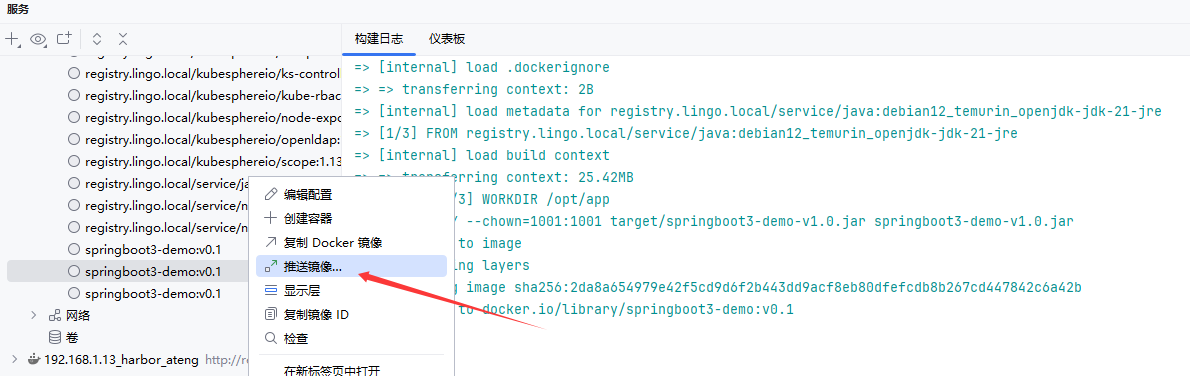 服务
构建日志 仪表板
registry.lingo.local/kubesphereio/ks-control
registry.lingo.local/kubesphereio/kube-rbac
registry.lingo.local/kubesphereio/node-expo
registry.lingo.local/kubesphereio/openldap:
registry.lingo.local/kubesphereio/scope:1.13
registry.lingo.local/service/ja
registry.lingo.local/service/n
registry.lingo.local/service/n
springboot3-demo:v0.1
springboot3-demo:v0.1
springboot3-demo:v0.1
网络
卷
192.168.1.13_harbor_ateng http://re
编辑配置
创建容器
复制 Docker 镜像
推送镜像...
显示层
复制镜像 ID
检查
在新标签页中打开
=> [internal] load .dockerignore
=> => transferring context: 2B
=> [internal] load metadata for registry.lingo.local/service/java:debian12_temurin_openjdk-jdk-21-jre
=> [1/3] FROM registry.lingo.local/service/java:debian12_temurin_openjdk-jdk-21-jre
=> [internal] load build context
=> => transferring context: 25.42MB
/3] WORKDIR /opt/app
--chown=1001:1001 target/springboot3-demo-v1.0.jar springboot3-demo-v1.0.jar
to image
ing layers
g image sha256:2da8a654979e42f5cd9d6f2b443dd9acf8eb80dfefcdb8b267cd447842c6a42b
to docker.io/library/springboot3-demo:v0.1